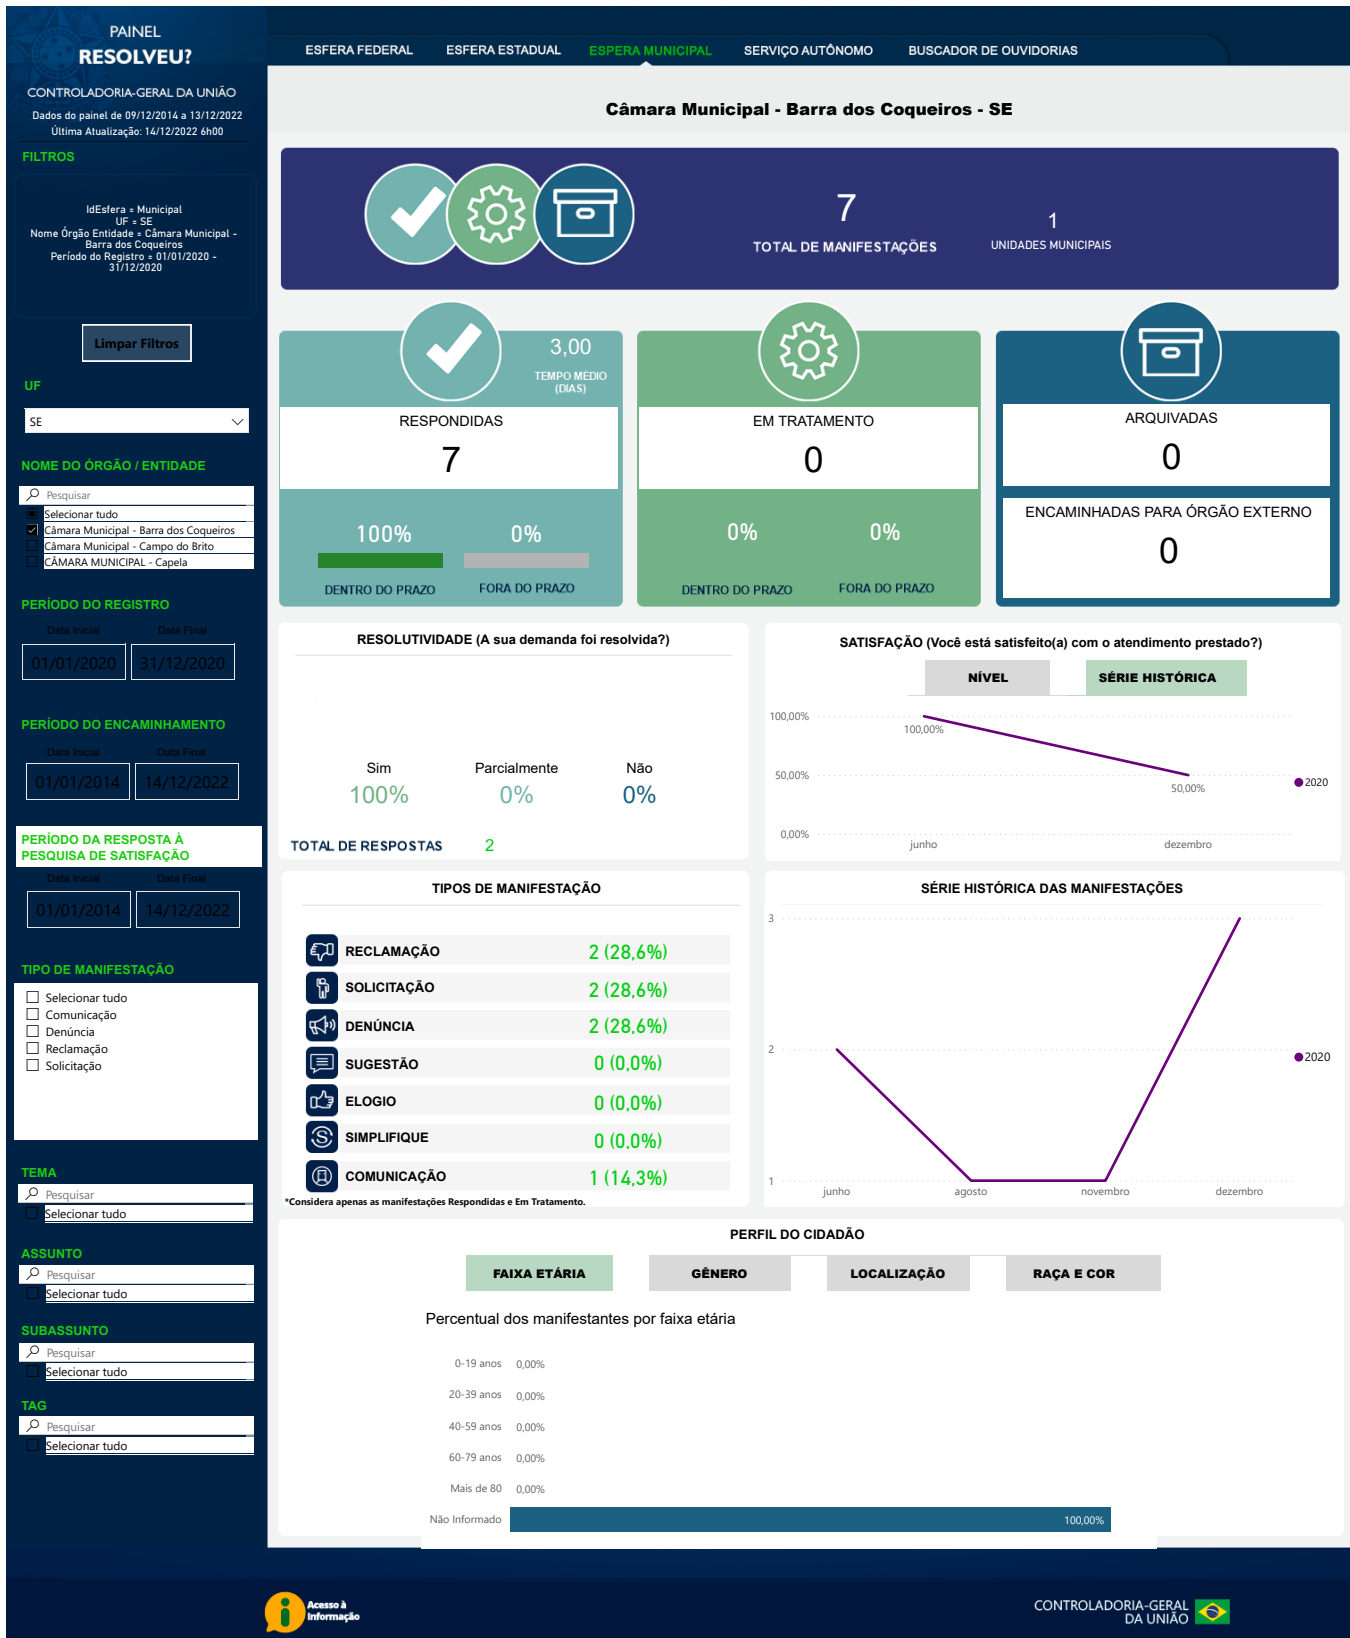 PAINEL
RESOLVEU?
CONTROLADORIA-GERAL DA UNIÃO
Dados do painel de 09/12/2014 a 13/12/2022
Última Atualização: 14/12/2022 6h00
FILTROS
IdEsfera = Municipal
UF = SE
Nome Órgão Entidade = Câmara Municipal -
Barra dos Coqueiros
Período do Registro = 01/01/2020 -
31/12/2020
Limpar Filtros
UF
SE
NOME DO ÓRGÃO / ENTIDADE
Pesquisar
Selecionar tudo
Câmara Municipal - Barra dos Coqueiros
Câmara Municipal - Campo do Brito
CÂMARA MUNICIPAL - Capela
PERÍODO DO REGISTRO
Data Inicial Data Final
01/01/2020 31/12/2020
PERÍODO DO ENCAMINHAMENTO
Data Inicial Data Final
01/01/2014 14/12/2022
PERÍODO DA RESPOSTA À
PESQUISA DE SATISFAÇÃO
Data Inicial Data Final
01/01/2014 14/12/2022
TIPO DE MANIFESTAÇÃO
Selecionar tudo
Comunicação
Denúncia
Reclamação
Solicitação
TEMA
Pesquisar
Selecionar tudo
ASSUNTO
Pesquisar
Selecionar tudo
SUBASSUNTO
Pesquisar
Selecionar tudo
TAG
Pesquisar
Selecionar tudo
ESFERA FEDERAL ESFERA ESTADUAL ESPERA MUNICIPAL SERVIÇO AUTÔNOMO BUSCADOR DE OUVIDORIAS
Câmara Municipal - Barra dos Coqueiros - SE
7
TOTAL DE MANIFESTAÇÕES
1
UNIDADES MUNICIPAIS
3,00
TEMPO MÉDIO
(DIAS)
RESPONDIDAS
7
100% 0%
DENTRO DO PRAZO FORA DO PRAZO
EM TRATAMENTO
0
0% 0%
DENTRO DO PRAZO FORA DO PRAZO
ARQUIVADAS
0
ENCAMINHADAS PARA ÓRGÃO EXTERNO
0
RESOLUTIVIDADE (A sua demanda foi resolvida?)
Sim Parcialmente Não
100% 0% 0%
TOTAL DE RESPOSTAS 2
SATISFAÇÃO (Você está satisfeito(a) com o atendimento prestado?)
NÍVEL SÉRIE HISTÓRICA
100,00%
100,00%
50,00%
50,00%
2020
0,00%
junho dezembro
TIPOS DE MANIFESTAÇÃO
RECLAMAÇÃO 2 (28,6%)
SOLICITAÇÃO 2 (28,6%)
DENÚNCIA 2 (28,6%)
SUGESTÃO 0 (0,0%)
ELOGIO 0 (0,0%)
SIMPLIFIQUE 0 (0,0%)
COMUNICAÇÃO 1 (14,3%)
*Considera apenas as manifestações Respondidas e Em Tratamento.
SÉRIE HISTÓRICA DAS MANIFESTAÇÕES
3
2
2020
1
junho agosto novembro dezembro
PERFIL DO CIDADÃO
FAIXA ETÁRIA GÊNERO LOCALIZAÇÃO RAÇA E COR
Percentual dos manifestantes por faixa etária
0-19 anos 0,00%
20-39 anos 0,00%
40-59 anos 0,00%
60-79 anos 0,00%
Mais de 80 0,00%
Não Informado 100,00%
Acesso à
Informação
CONTROLADORIA-GERAL
DA UNIÃO